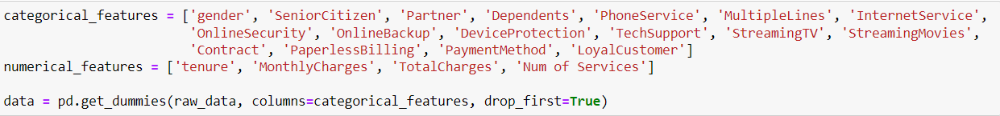 categorical_features = ['gender', 'SeniorCitizen', 'Partner', 'Dependents', 'PhoneService', 'MultipleLines', 'InternetService',
'OnlineSecurity', 'OnlineBackup', 'DeviceProtection', 'TechSupport', 'StreamingTV', 'StreamingMovies',
'Contract', 'PaperlessBilling', 'PaymentMethod', 'LoyalCustomer']
numerical_features = ['tenure', 'MonthlyCharges', 'TotalCharges', 'Num of Services']
data = pd.get_dummies(raw_data, columns=categorical_features, drop_first=True)